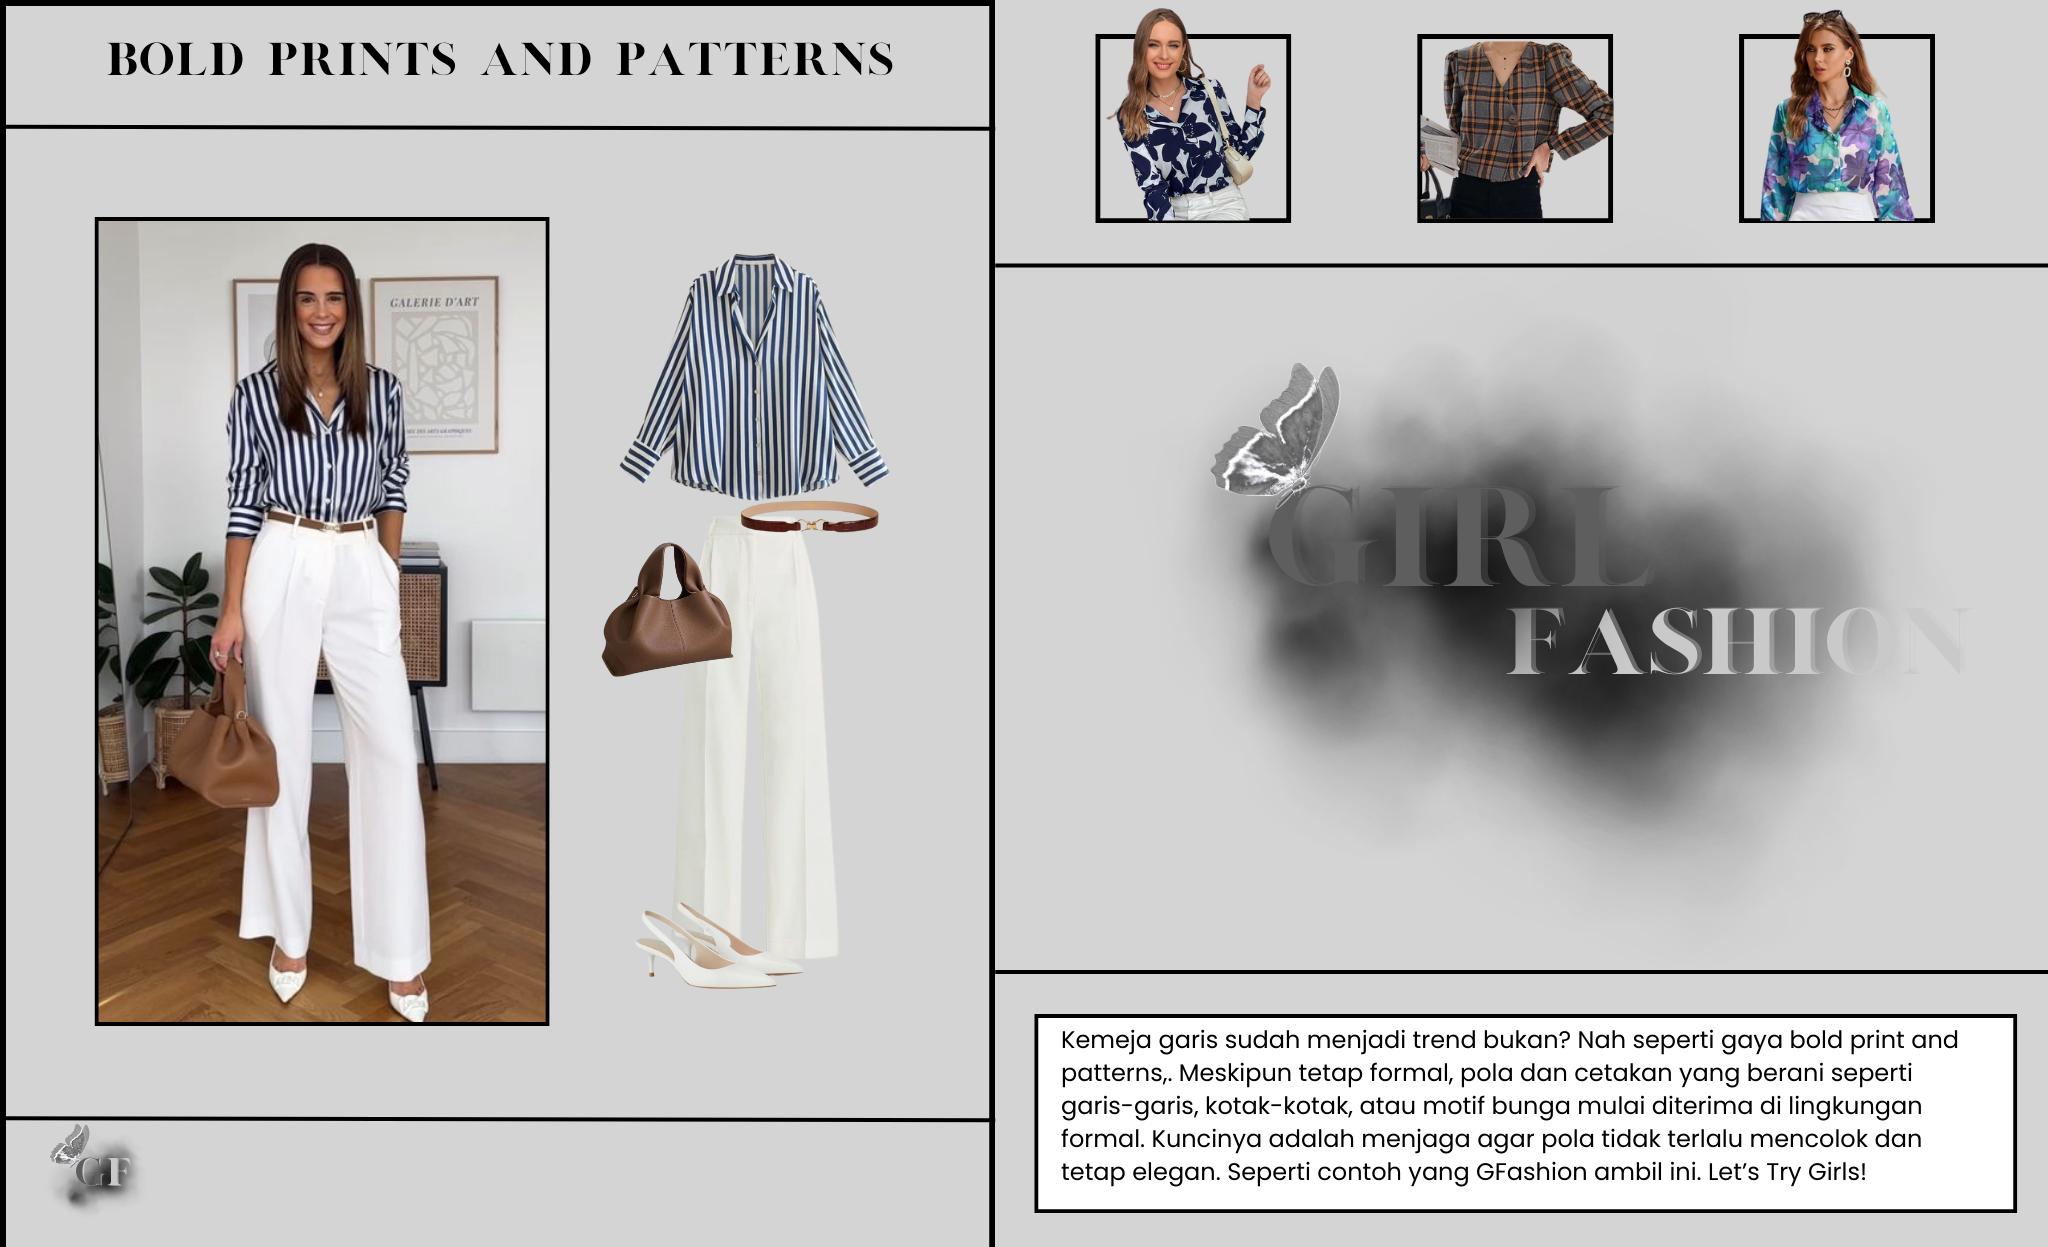 BOLD PRINTS AND PATTERNS
GALERIE D'ART
GIRL
FASHION
Kemeja garis sudah menjadi trend bukan? Nah seperti gaya bold print and
patterns,. Meskipun tetap formal, pola dan cetakan yang berani seperti
garis-garis, kotak-kotak, atau motif bunga mulai diterima di lingkungan
formal. Kuncinya adalah menjaga agar pola tidak terlalu mencolok dan
tetap elegan. Seperti contoh yang GFashion ambil ini. Let’s Try Girls!
GF